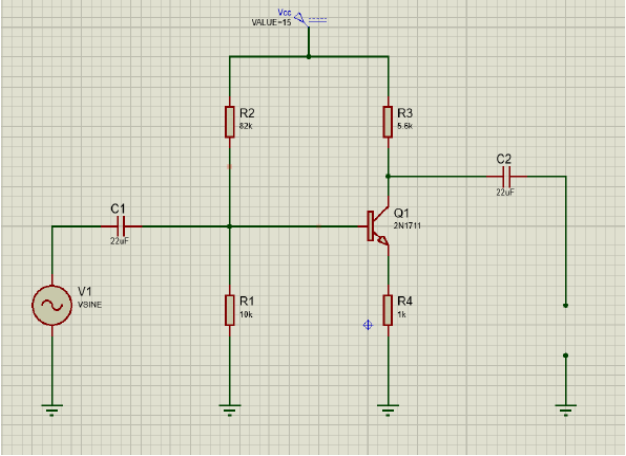 Vcc
VALUE=15
R2
82k
R3
5.6k
C2
22uF
C1
22uF
Q1
2N1711
V1
VSINE
R1
10k
R4
1k